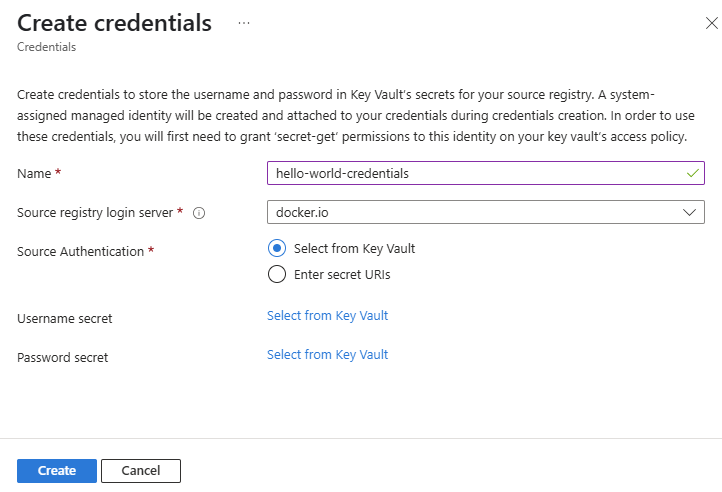 Create credentials ...
Credentials
Create credentials to store the username and password in Key Vault's secrets for your source registry. A system-
assigned managed identity will be created and attached to your credentials during credentials creation. In order to use
these credentials, you will first need to grant 'secret-get' permissions to this identity on your key vault's access policy.
Name *
hello-world-credentials
Source registry login server *
docker.io
Source Authentication *
Select from Key Vault
Enter secret URIs
Username secret
Select from Key Vault
Password secret
Select from Key Vault
Create
Cancel